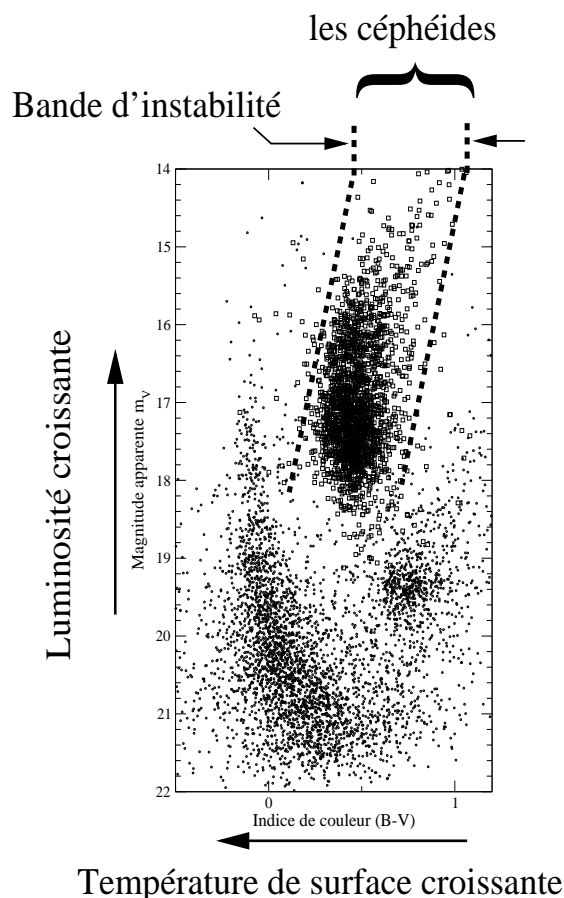 les céphéides
Bande d'instabilité
14
15
16
17
18
19
20
21
22
Magnitude apparente m_V
Luminosité croissante
0 1
Indice de couleur (B-V)
Température de surface croissante